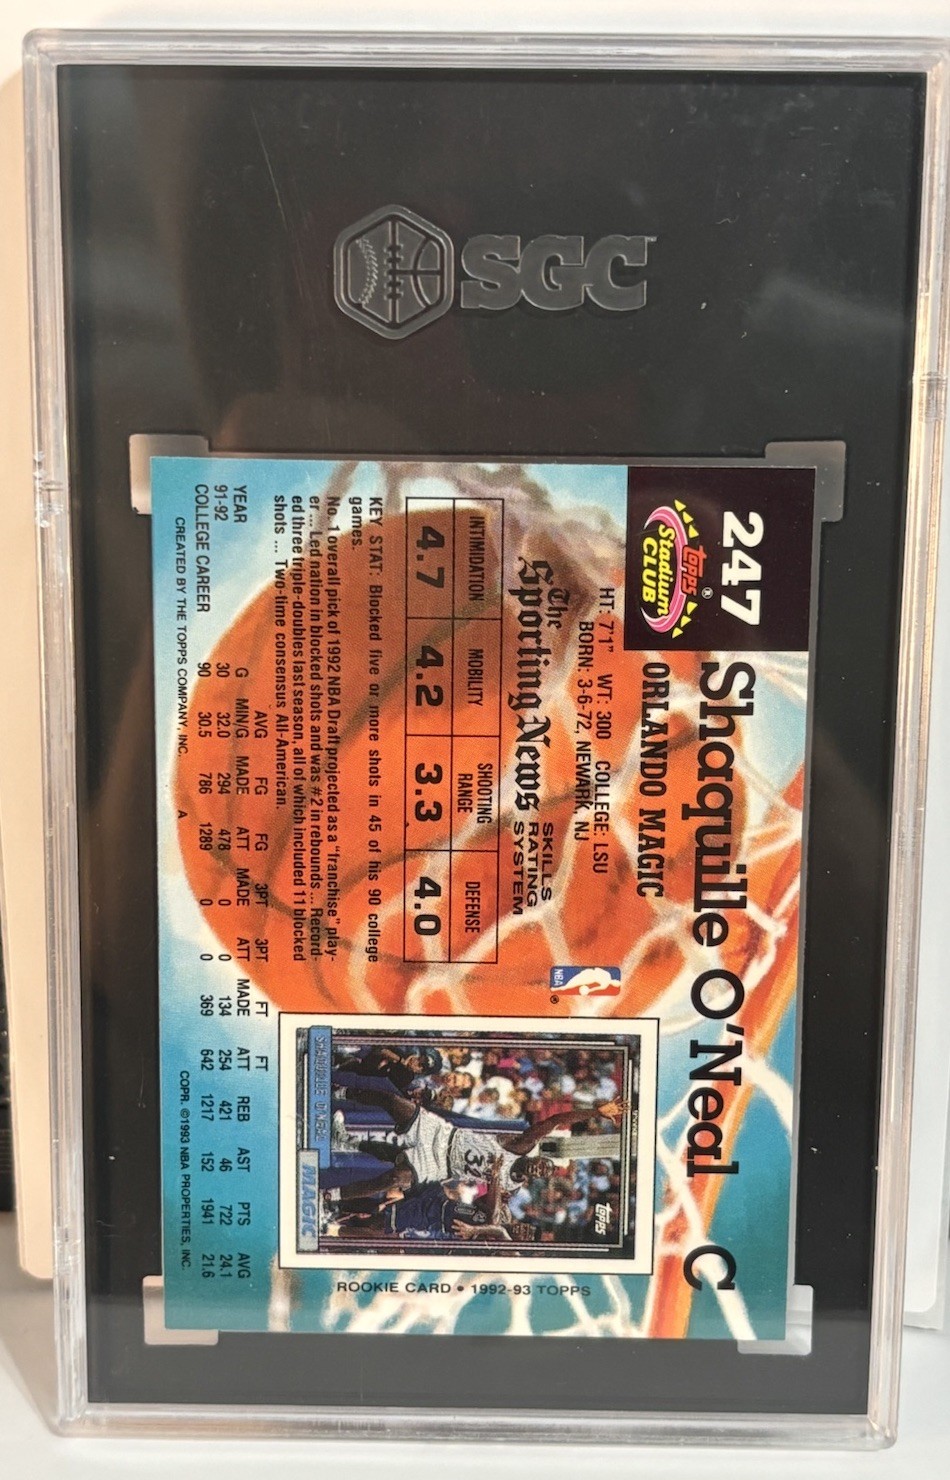 SGC
247
Shaquille O'Neal C
topps®
Stadium
CLUB
ORLANDO MAGIC
HT: 7'1" WT: 300 COLLEGE: LSU
BORN: 3-6-72, NEWARK, NJ
NBA ®
The
Sporting News
SKILLS
RATING
SYSTEM
INTIMIDATION MOBILITY SHOOTING RANGE DEFENSE
4.7 4.2 3.3 4.0
KEY STAT: Blocked five or more shots in 45 of his 90 college
games.
No. 1 overall pick of 1992 NBA Draft projected as a "franchise" play-
er ... Led nation in blocked shots and was #2 in rebounds ... Record-
ed three triple-doubles last season, all of which included 11 blocked
shots ... Two-time consensus All-American.
TOPPS
32
SHAQUILLE O'NEAL
MAGIC
ROOKIE CARD • 1992-93 TOPPS
AVG FG FG 3PT 3PT FT FT
YEAR G MIN/G MADE ATT MADE ATT MADE ATT REB AST PTS AVG
91-92 30 32.0 294 478 0 0 134 254 421 46 722 24.1
COLLEGE CAREER 90 30.5 786 1289 0 0 369 642 1217 152 1941 21.6
CREATED BY THE TOPPS COMPANY, INC. A COPR. ©1993 NBA PROPERTIES, INC.